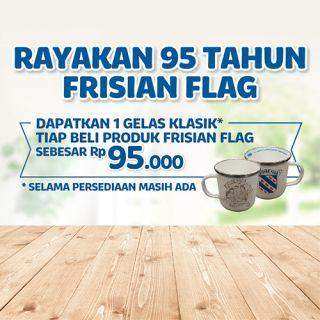 RAYAKAN 95 TAHUN
FRISIAN FLAG
DAPATKAN 1 GELAS KLASIK*
TIAP BELI PRODUK FRISIAN FLAG
SEBESAR Rp 95.000
* SELAMA PERSEDIAAN MASIH ADA